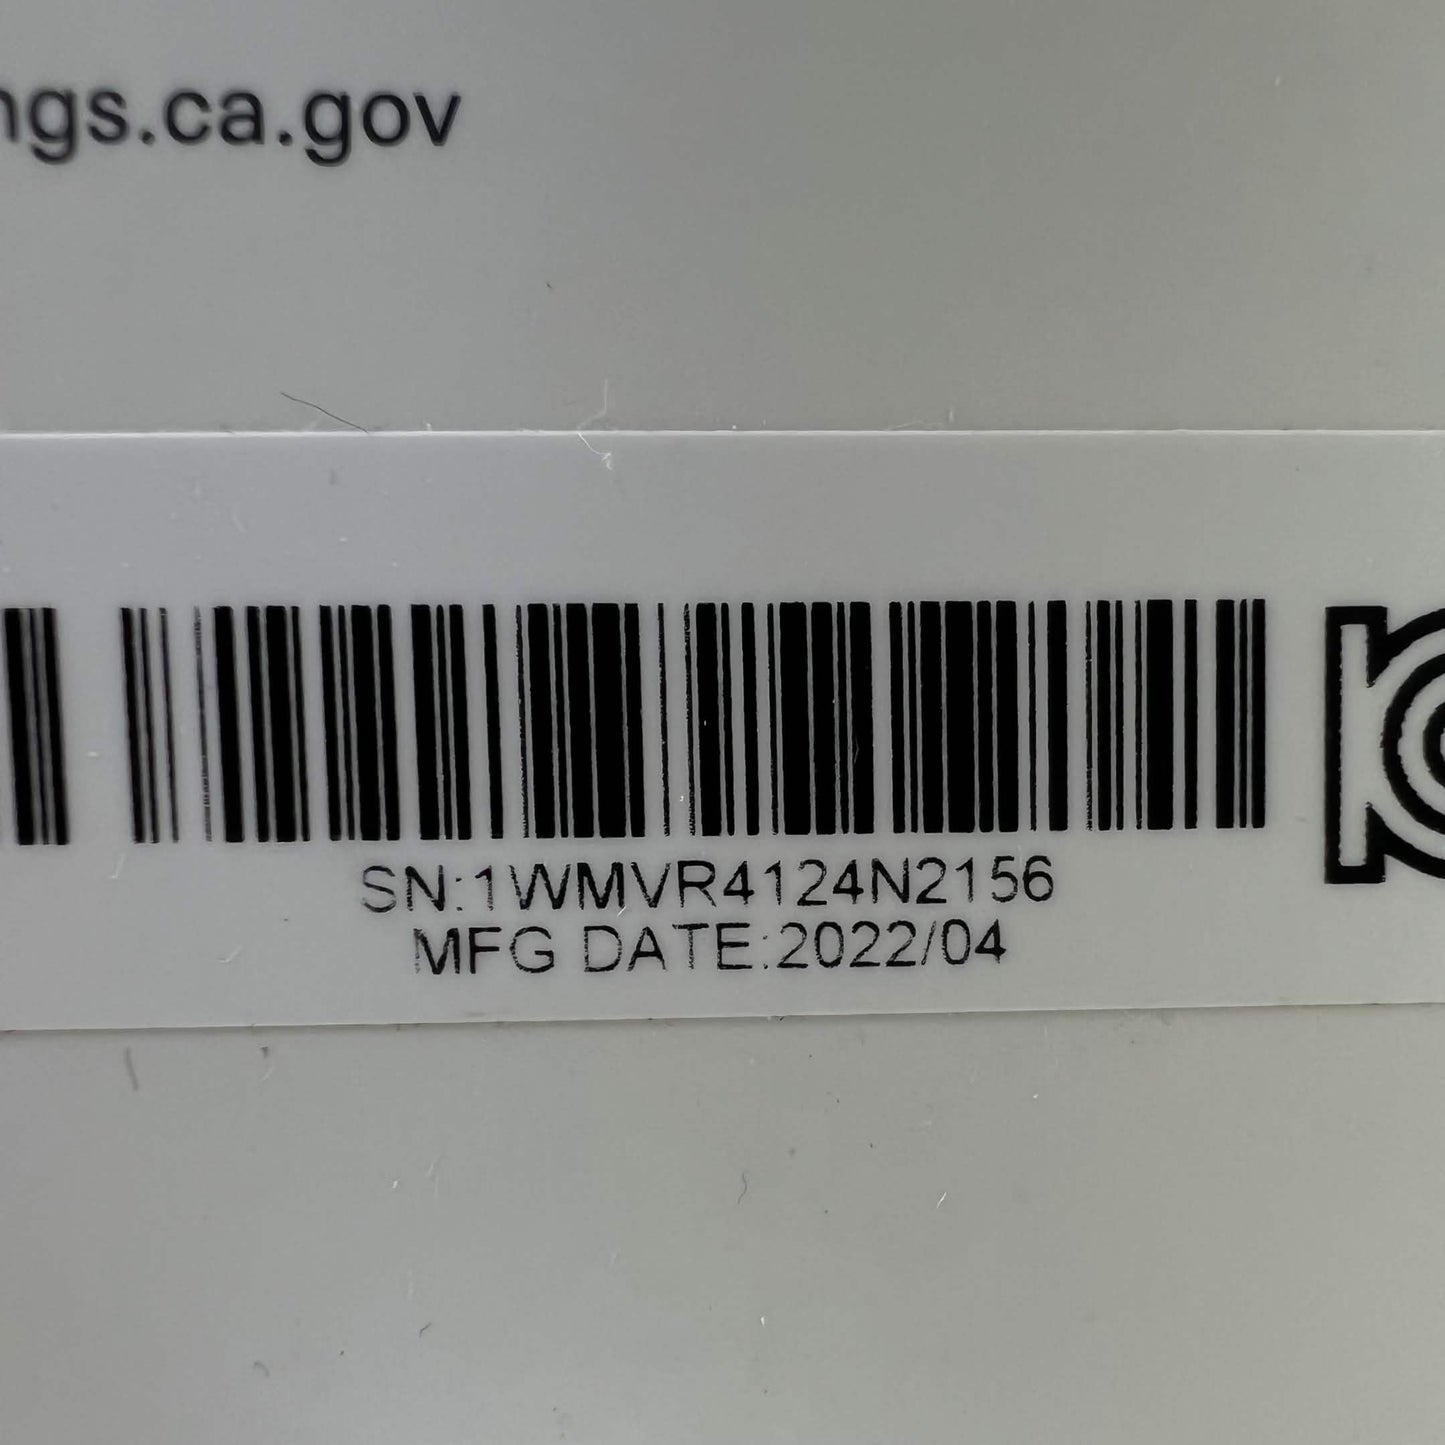 ngs.ca.gov
SN:1WMVR4124N2156
MFG DATE:2022/04